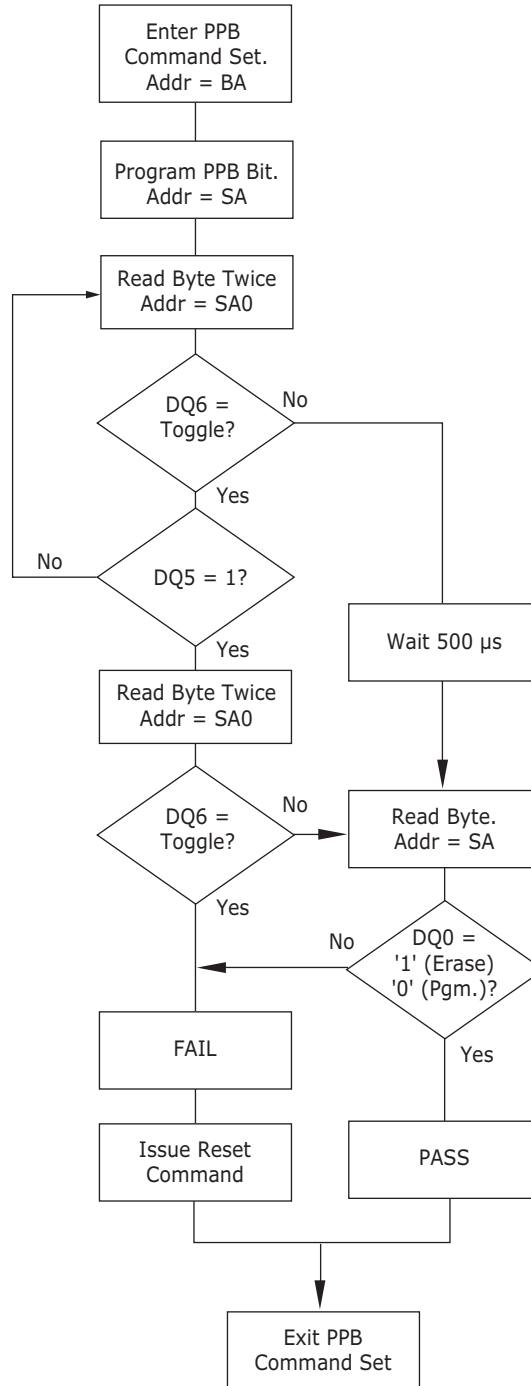 Enter PPB
Command Set.
Addr = BA
Program PPB Bit.
Addr = SA
Read Byte Twice
Addr = SA0
DQ6 =
Toggle?
No
Yes
No
DQ5 = 1?
Yes
Wait 500 µs
Read Byte Twice
Addr = SA0
DQ6 =
Toggle?
No
Yes
Read Byte.
Addr = SA
No
DQ0 =
'1' (Erase)
'0' (Pgm.)?
Yes
FAIL
Issue Reset
Command
PASS
Exit PPB
Command Set